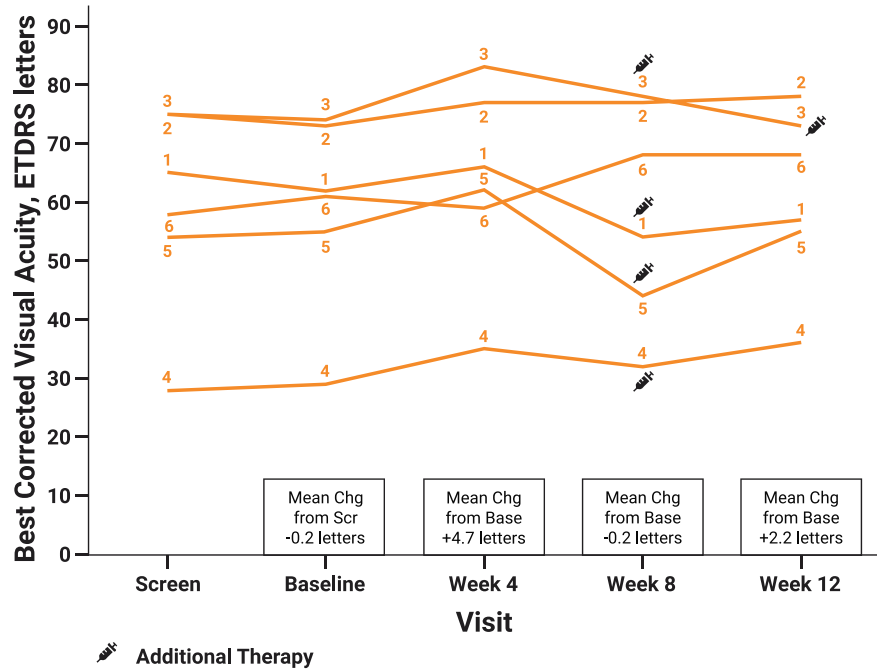 Best Corrected Visual Acuity, ETDRS letters
90
80
70
60
50
40
30
20
10
0
3
2
1
6
5
4
3
2
1
6
5
4
3
2
1
5
6
4
3
2
6
1
5
4
2
3
6
1
5
4
Mean Chg
from Scr
-0.2 letters
Mean Chg
from Base
+4.7 letters
Mean Chg
from Base
-0.2 letters
Mean Chg
from Base
+2.2 letters
Screen
Baseline
Week 4
Week 8
Week 12
Visit
Additional Therapy